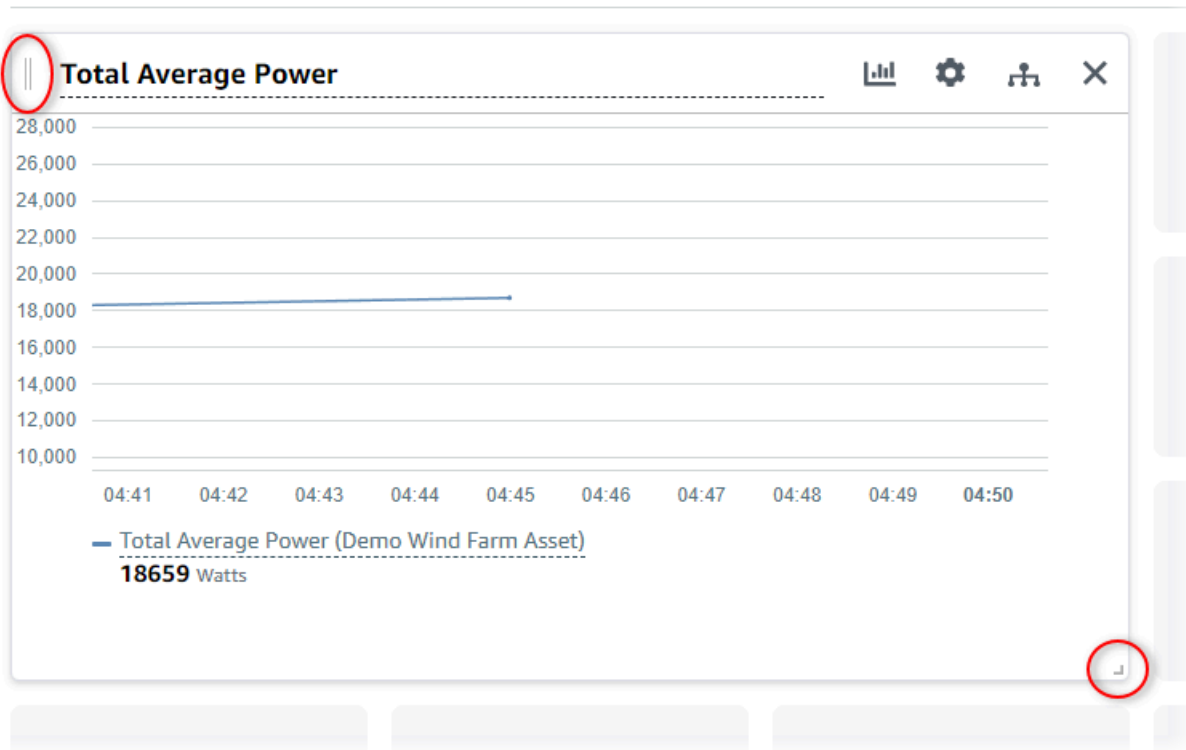 Total Average Power
28,000
26,000
24,000
22,000
20,000
18,000
16,000
14,000
12,000
10,000
04:41 04:42 04:43 04:44 04:45 04:46 04:47 04:48 04:49 04:50
Total Average Power (Demo Wind Farm Asset)
18659 Watts